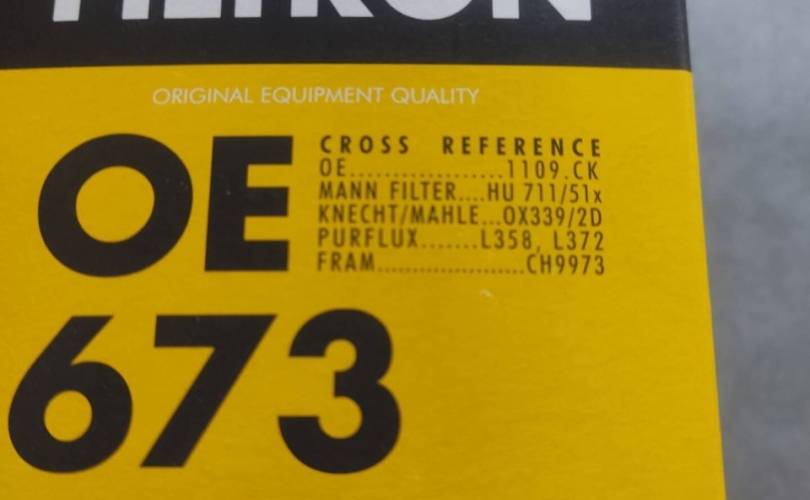 FILTRON
ORIGINAL EQUIPMENT QUALITY
OE
673
CROSS REFERENCE
OE..................1109.CK
MANN FILTER....HU 711/51x
KNECHT/MAHLE...OX339/2D
PURFLUX.......L358, L372
FRAM....................CH9973